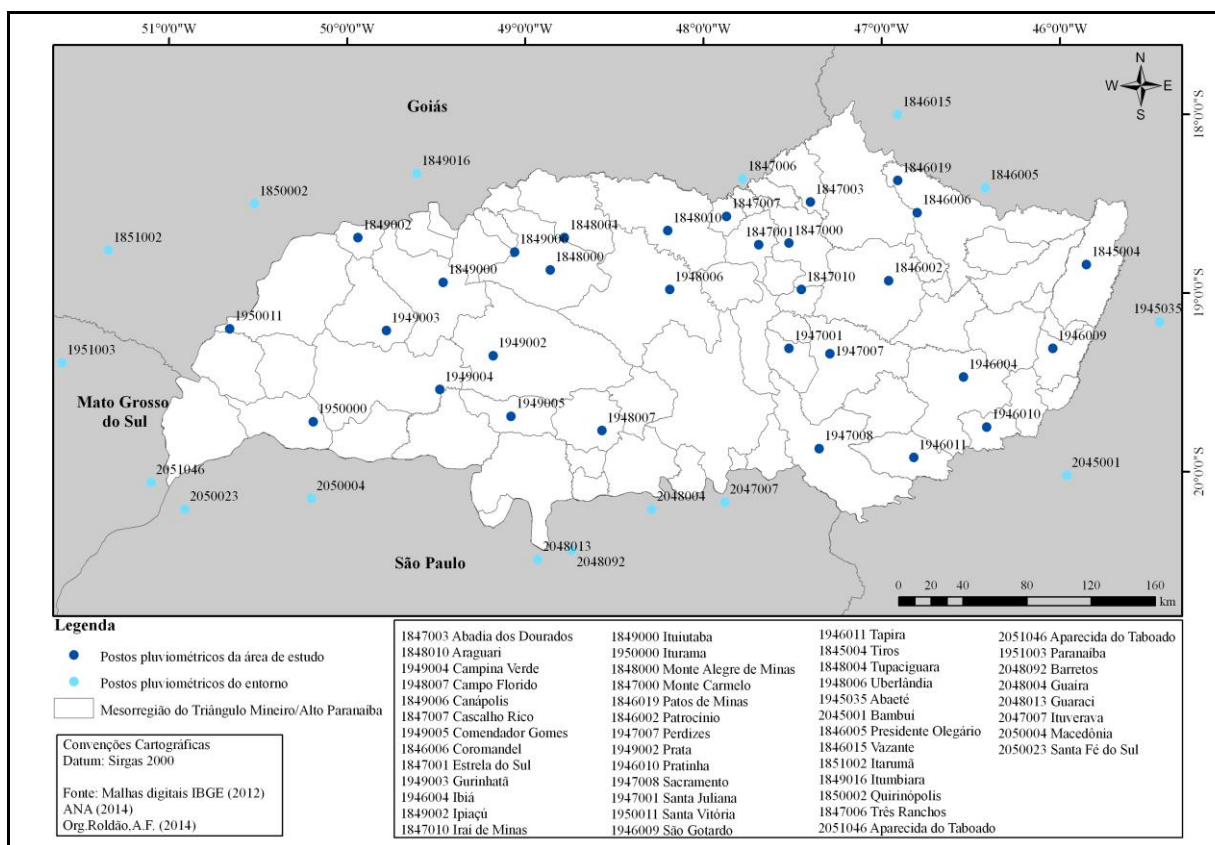 51°0'0"W 50°0'0"W 49°0'0"W 48°0'0"W 47°0'0"W 46°0'0"W
N
W E
S
18°0'0"S
19°0'0"S
20°0'0"S
Goiás
Mato Grosso
do Sul
São Paulo
1846015
1849016
1847006
1846019
1846005
1850002
1847003
1846006
1847007
1848010
1849002
1848004
1847001
1847000
1851002
1849000
1848000
1845004
1849000
1948006
1847010
1846002
1950011
1949003
1945035
1951003
1949002
1947001
1947007
1946009
1949004
1946004
1950000
1949005
1948007
1946010
1947008
1946011
2051046
2050023
2050004
2048004
2047007
2045001
2048013
2048092
0 20 40 80 120 160
km
Legenda
Postos pluviométricos da área de estudo
Postos pluviométricos do entorno
Mesorregião do Triângulo Mineiro/Alto Paranaiba
Convenções Cartográficas
Datum: Sirgas 2000
Fonte: Malhas digitais IBGE (2012)
ANA (2014)
Org.Roldão,A.F. (2014)
1847003 Abadia dos Dourados
1848010 Araguari
1949004 Campina Verde
1948007 Campo Florido
1849006 Canápolis
1847007 Cascalho Rico
1949005 Comendador Gomes
1846006 Coromandel
1847001 Estrela do Sul
1949003 Gurinhatã
1946004 Ibiá
1849002 Ipiaçú
1847010 Iraí de Minas
1849000 Ituiutaba
1950000 Iturama
1848000 Monte Alegre de Minas
1847000 Monte Carmelo
1846019 Patos de Minas
1846002 Patrocínio
1947007 Perdizes
1949002 Prata
1946010 Pratinha
1947008 Sacramento
1947001 Santa Juliana
1950011 Santa Vitória
1946009 São Gotardo
1946011 Tapira
1845004 Tiros
1848004 Tupaciguara
1948006 Uberlândia
1945035 Abaeté
2045001 Bambuí
1846005 Presidente Olegário
1846015 Vazante
1851002 Itarumã
1849016 Itumbiara
1850002 Quirinópolis
1847006 Três Ranchos
2051046 Aparecida do Taboado
2051046 Aparecida do Taboado
1951003 Paranaiba
2048092 Barretos
2048004 Guaíra
2048013 Guaraci
2047007 Ituverava
2050004 Macedônia
2050023 Santa Fé do Sul